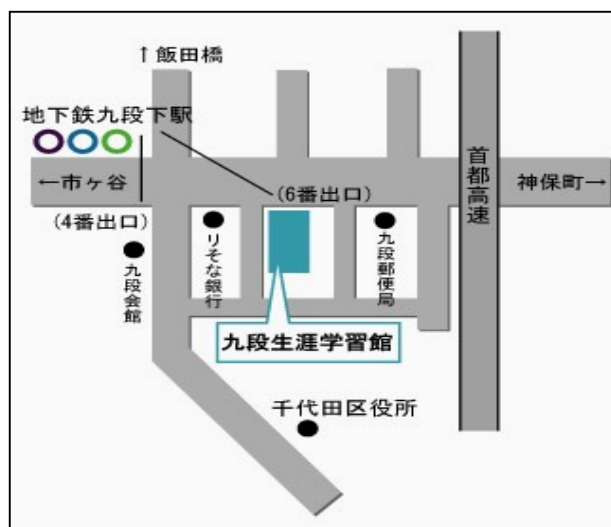 ↑飯田橋
地下鉄九段下駅
←市ヶ谷
神保町→
首都高速
(6番出口)
(4番出口)
九段会館
りそな銀行
九段郵便局
九段生涯学習館
千代田区役所